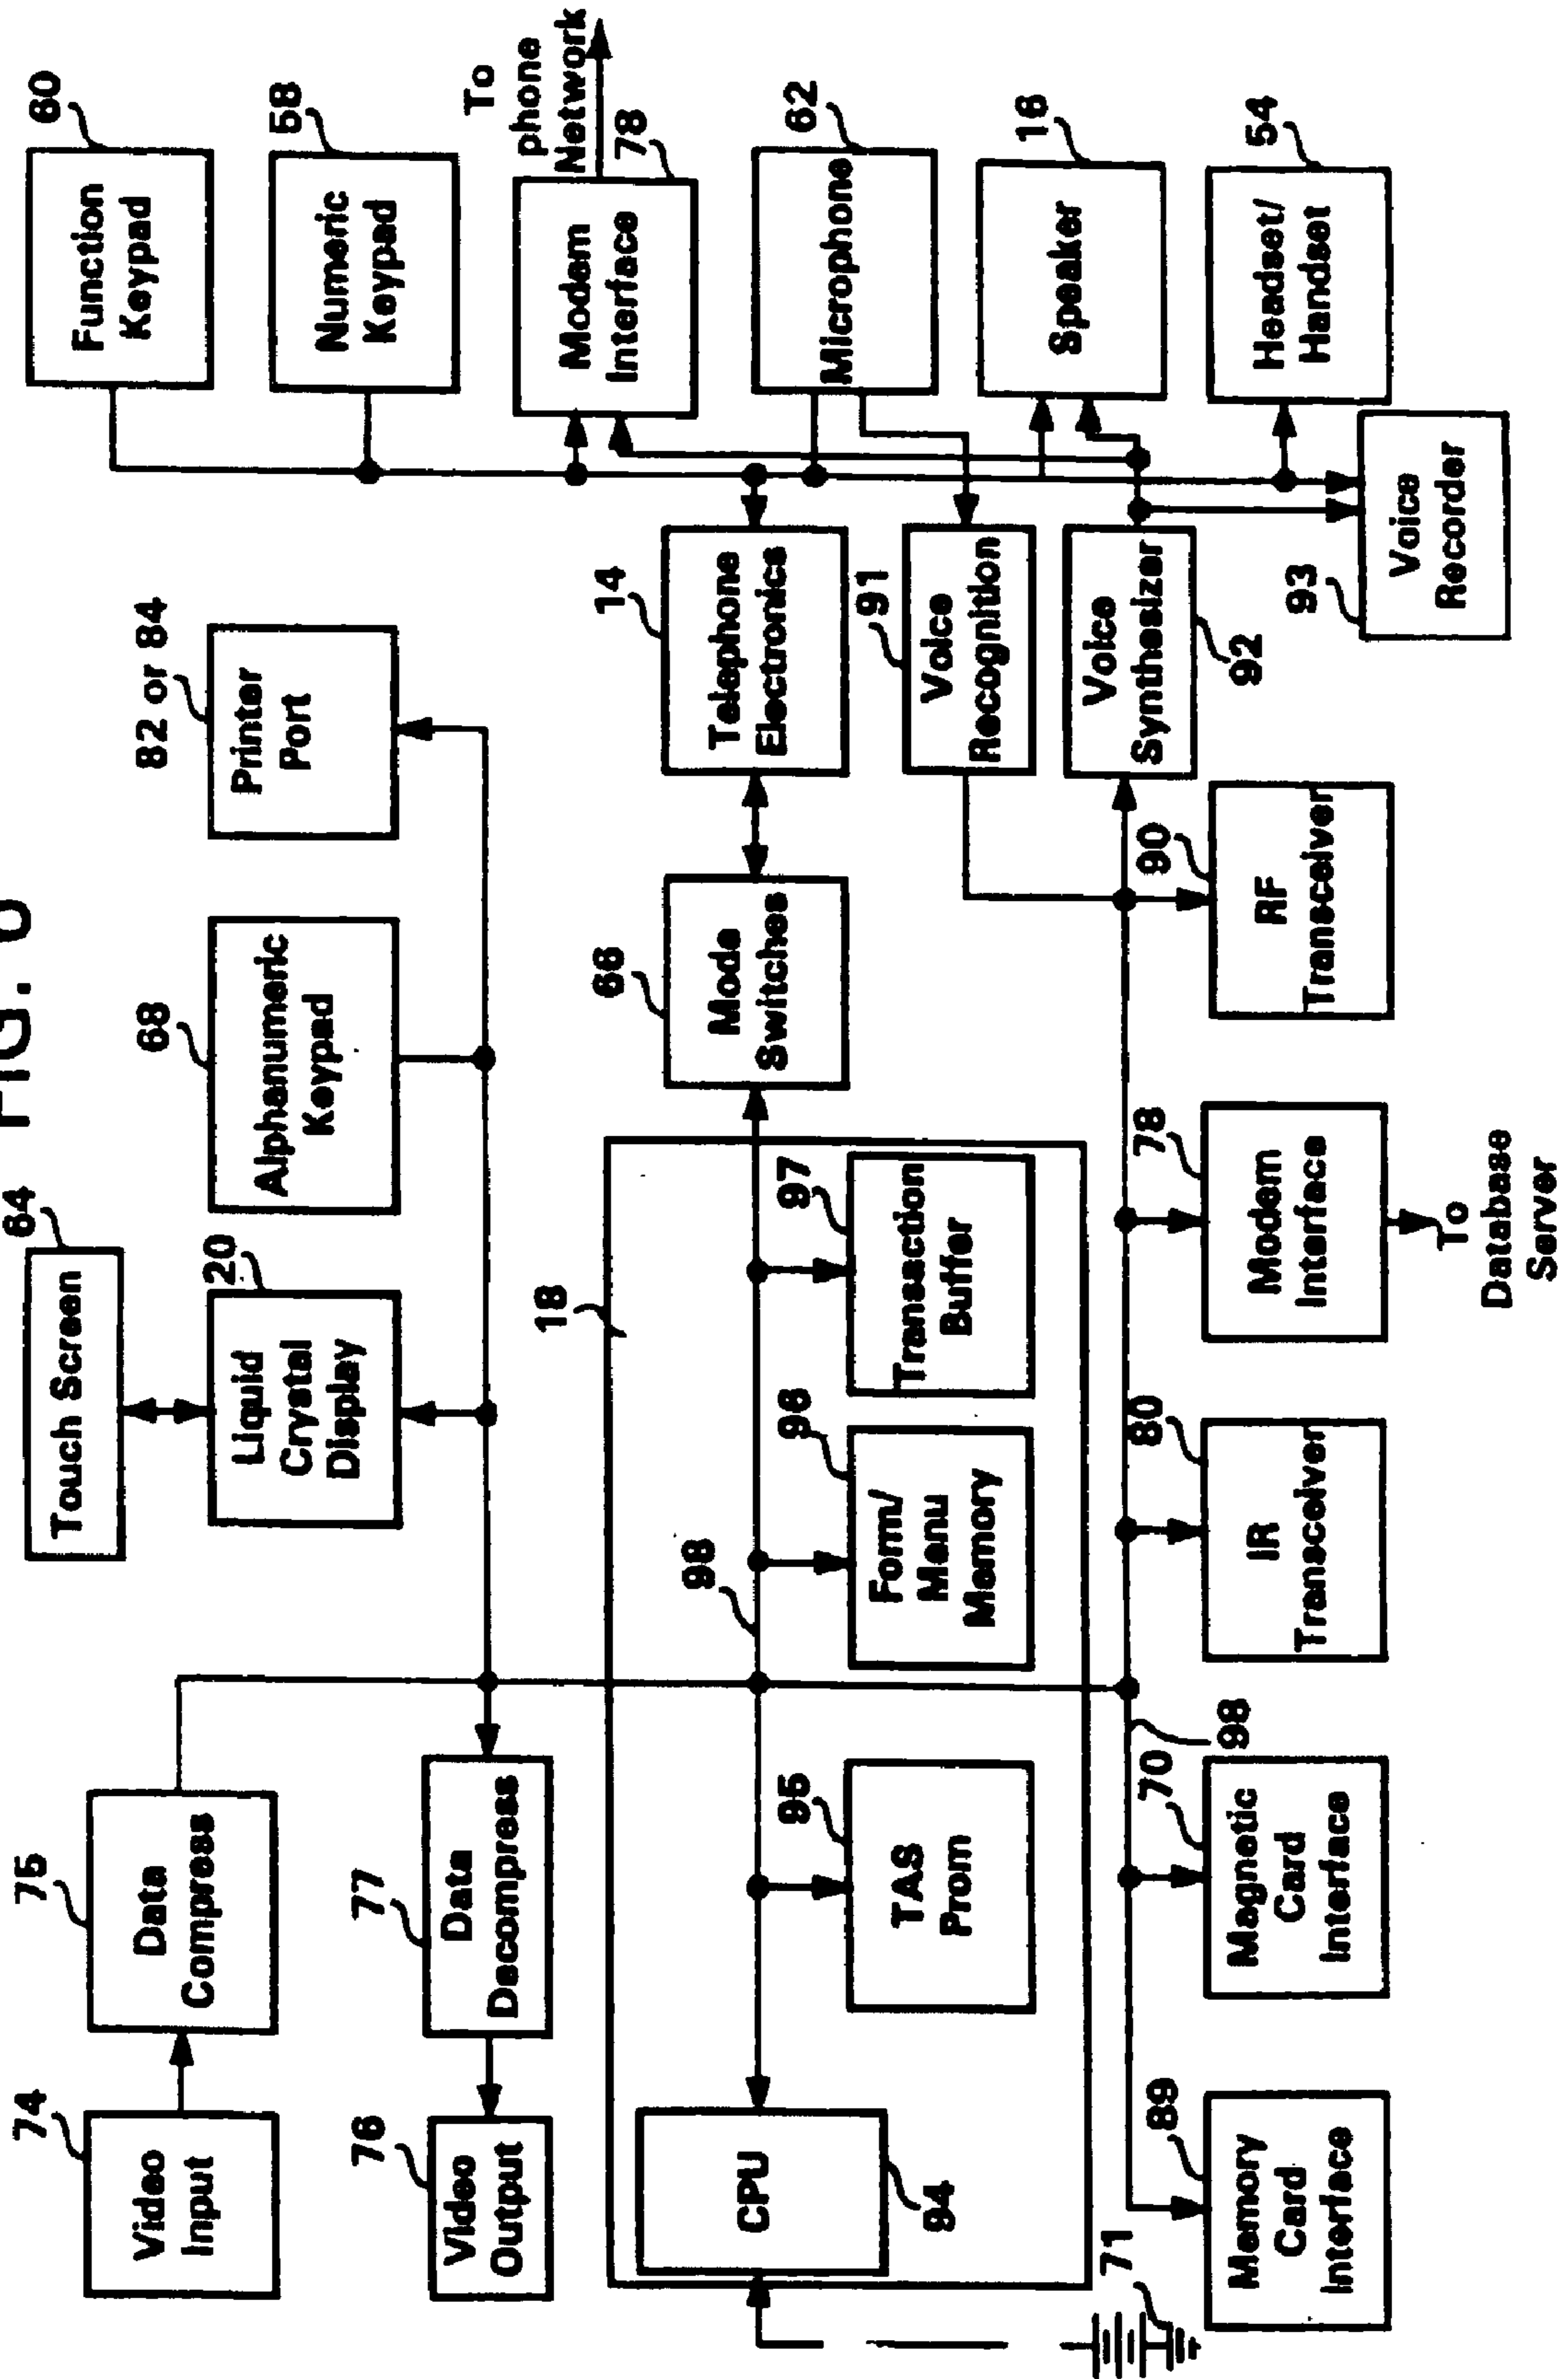 FIG.
74
Video
Input
75
Data
Compress
64
Touch Screen
20
Liquid
Crystal
Display
68
Alphanumeric
Keypad
82 or 84
Printer
Port
60
Function
Keypad
58
Numeric
Keypad
76
Video
Output
77
Data
Decompress
To
phone
Network
78
Modem
Interface
18
98
66
Mode
Switches
14
Telephone
Electronics
62
Microphone
CPU
94
95
TAS
Prom
96
Form/
Menu
Memory
97
Transaction
Buffer
91
Voice
Recognition
16
Speaker
92
Voice
Synthesizer
71
89
Memory
Card
Interface
70
Magnetic
Card
Interface
98
80
IR
Transceiver
78
Modem
Interface
To
Database
Server
90
RF
Transceiver
54
Headset/
Handset
93
Voice
Recorder